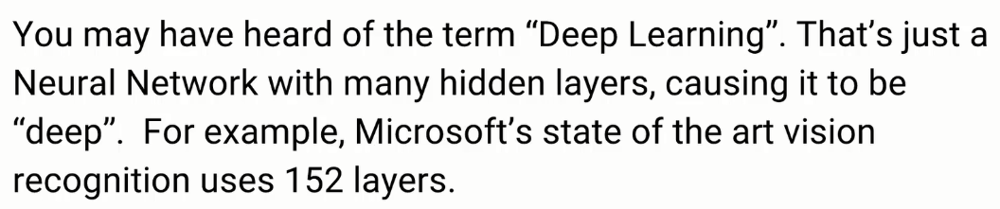 You may have heard of the term “Deep Learning”. That’s just a
Neural Network with many hidden layers, causing it to be
“deep”.  For example, Microsoft’s state of the art vision
recognition uses 152 layers.